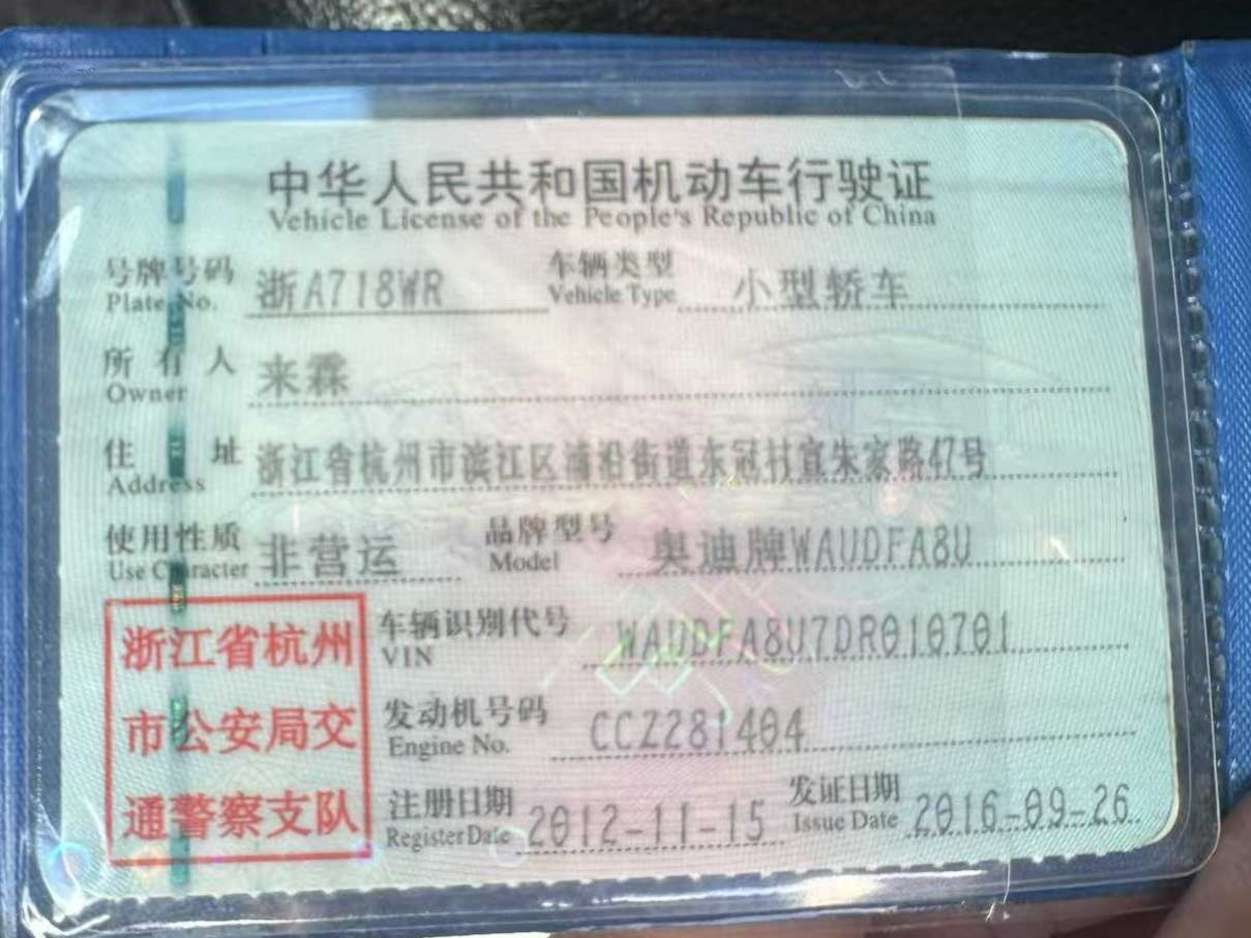 中华人民共和国机动车行驶证
Vehicle License of the People's Republic of China
号牌号码 浙A718WR 车辆类型 小型轿车
Plate No. Vehicle Type
所有人 来霖
Owner
住址 浙江省杭州市滨江区浦沿街道东冠村宣朱家路47号
Address
使用性质 非营运 品牌型号 奥迪牌WAUDFA8U
Use Character Model
浙江省杭州
市公安局交
通警察支队
车辆识别代号 WAUDFA8U7DR010701
VIN
发动机号码 CCZ281404
Engine No.
注册日期 2012-11-15 发证日期 2016-09-26
Register Date Issue Date